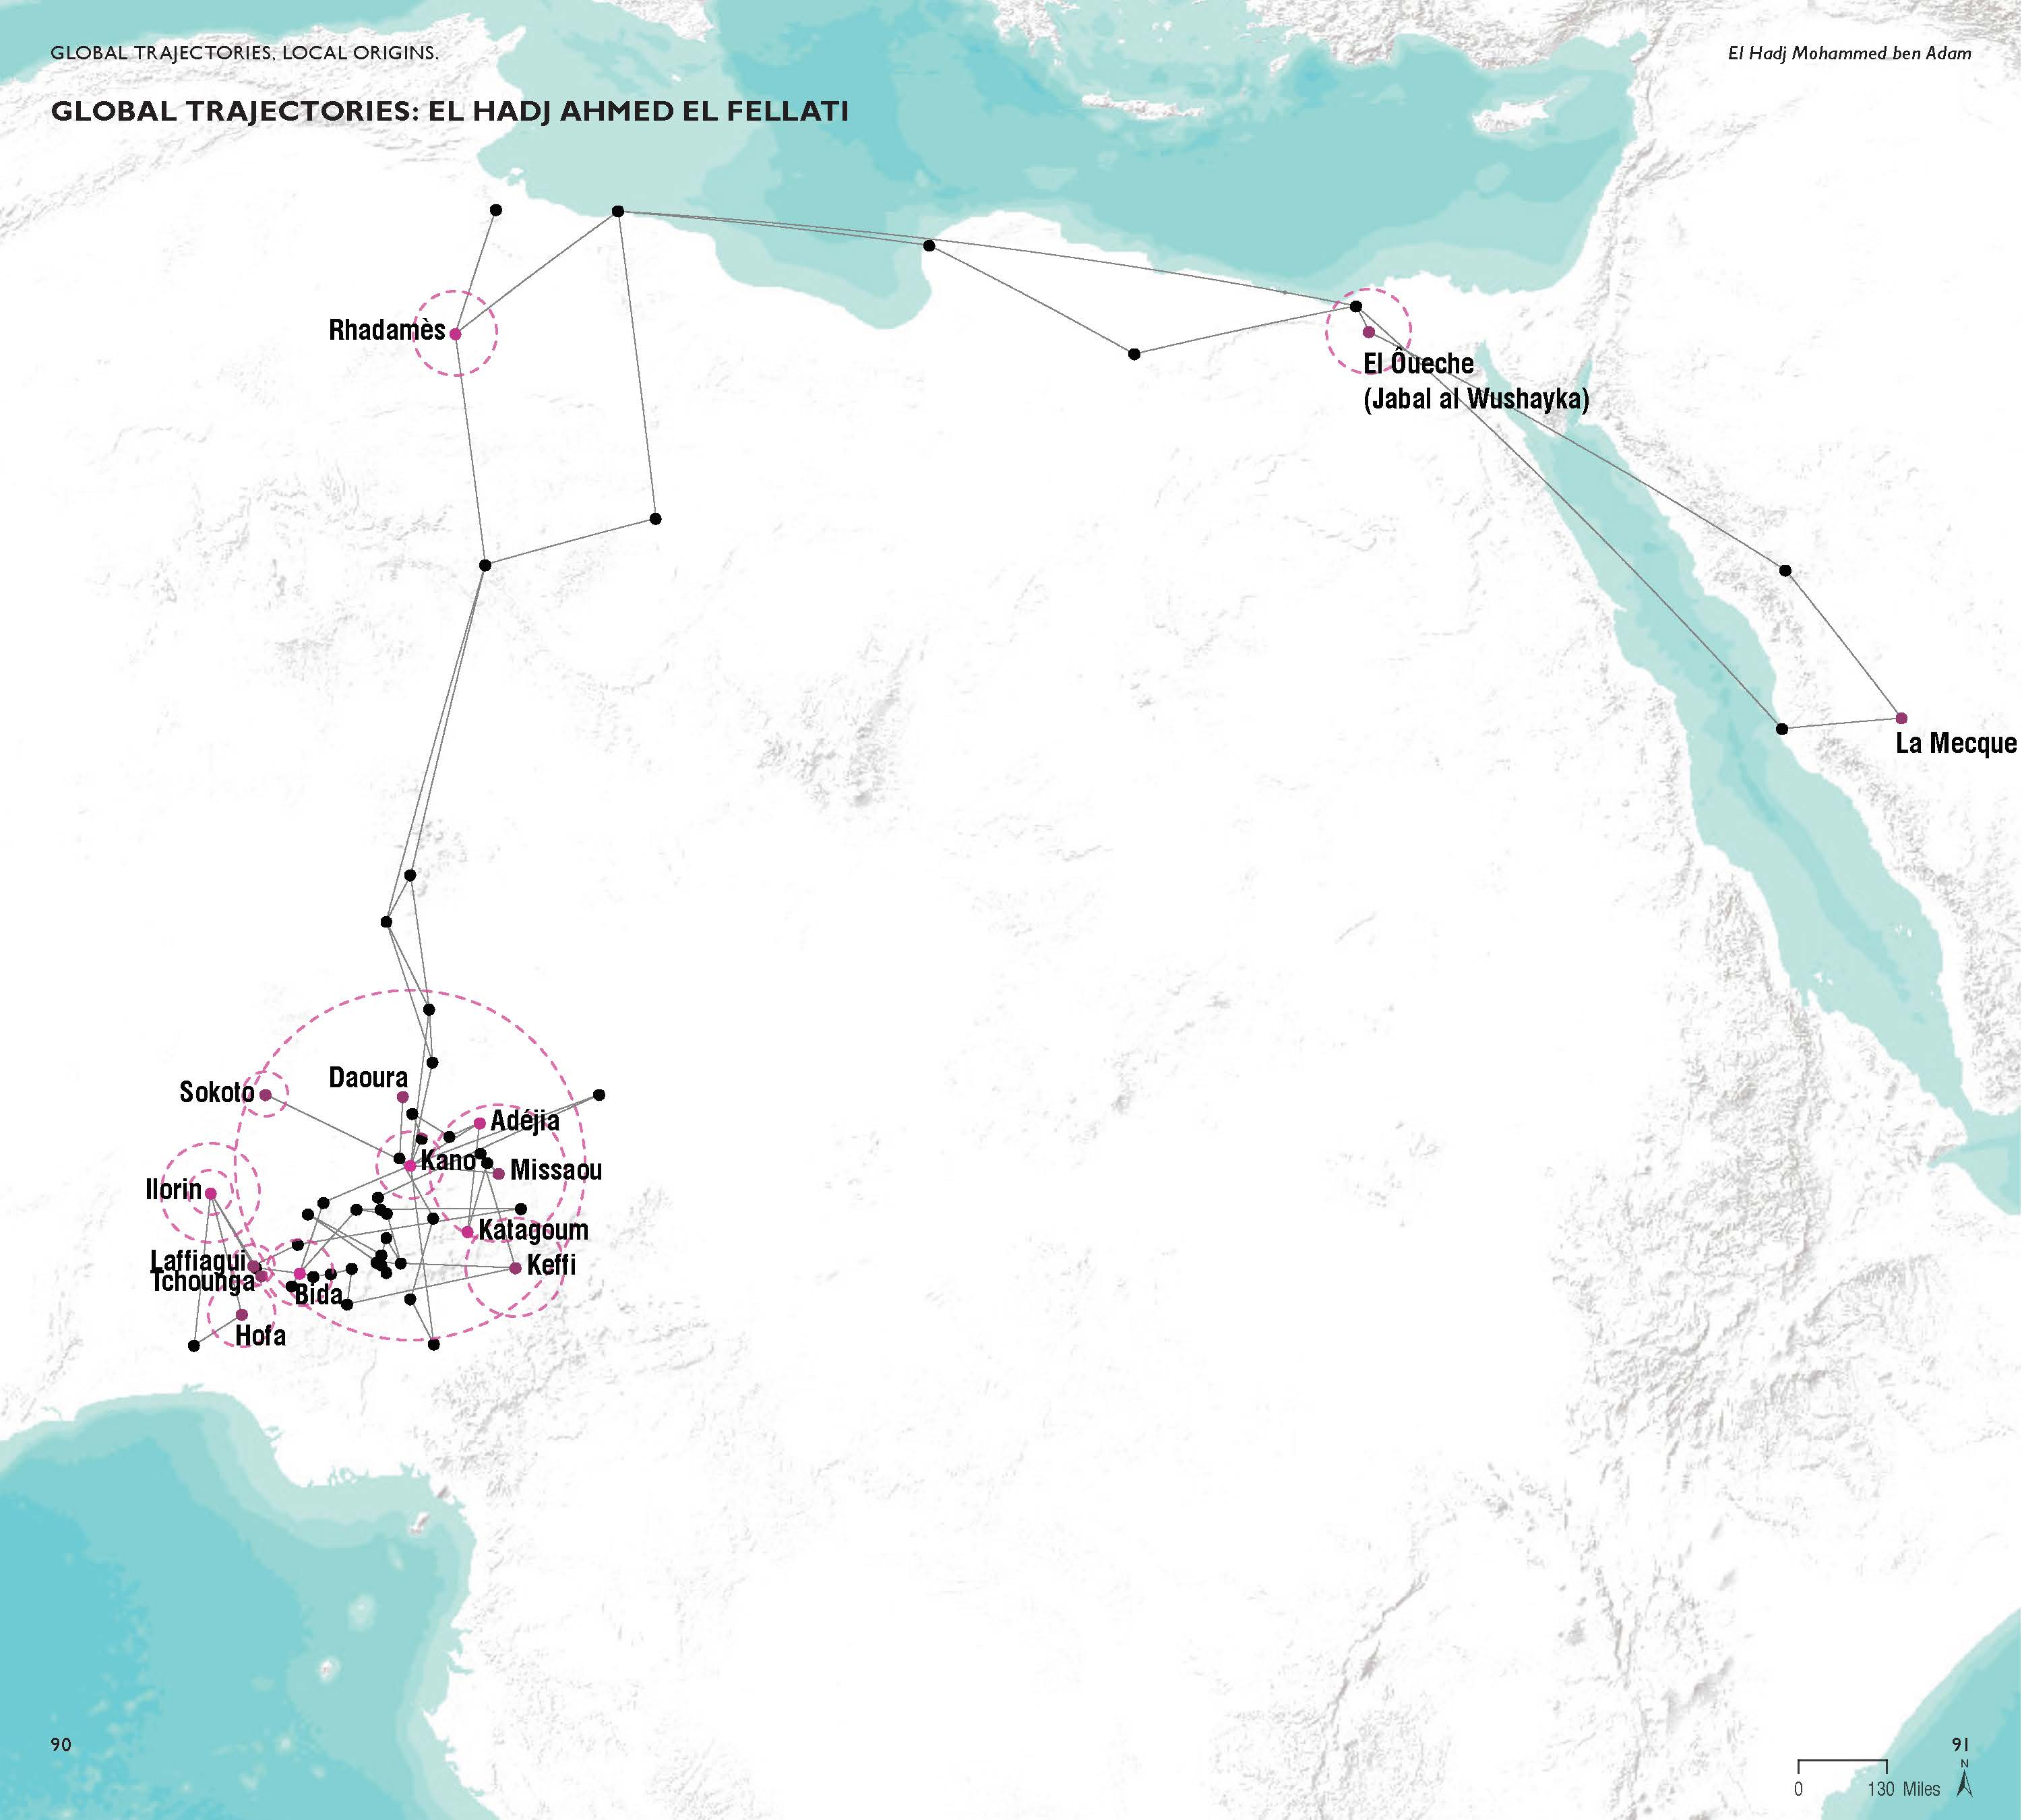 GLOBAL TRAJECTORIES, LOCAL ORIGINS.
El Hadj Mohammed ben Adam
GLOBAL TRAJECTORIES: EL HADJ AHMED EL FELLATI
Rhadamès
El Ôueche
(Jabal al Wushayka)
La Mecque
Daoura
Sokoto
Adéjia
Kano
Missaou
Ilorin
Katagoum
Laffiagui
Keffi
Tchounga
Bida
Hofa
90
91
N
0 130 Miles